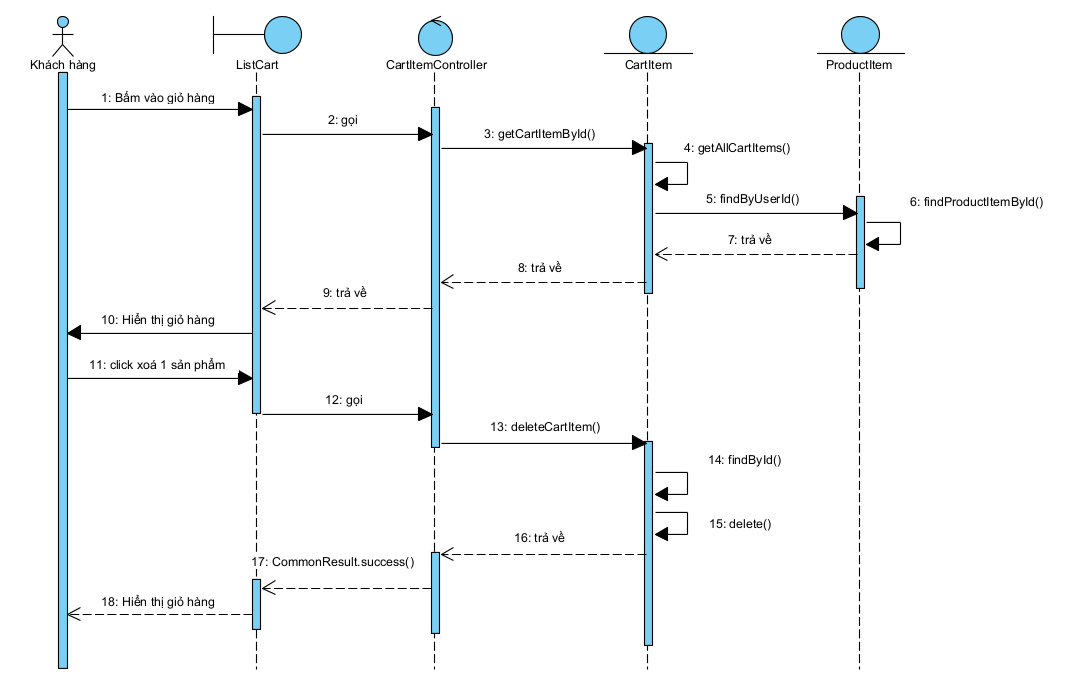 Khách hàng
ListCart
CartItemController
CartItem
ProductItem
1: Bấm vào giỏ hàng
2: gọi
3: getCartItemById()
4: getAllCartItems()
5: findByUserId()
6: findProductItemById()
7: trả về
8: trả về
9: trả về
10: Hiển thị giỏ hàng
11: click xoá 1 sản phẩm
12: gọi
13: deleteCartItem()
14: findById()
15: delete()
16: trả về
17: CommonResult.success()
18: Hiển thị giỏ hàng